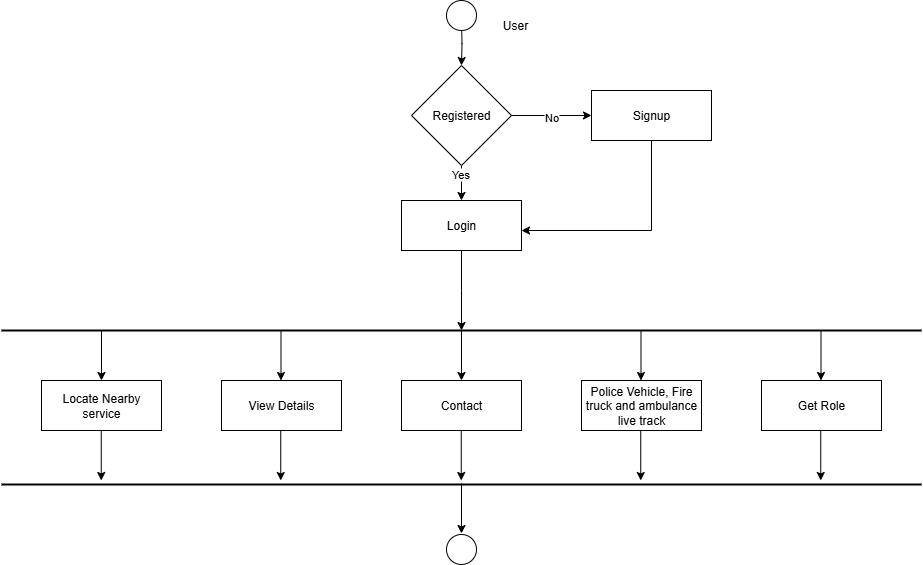 User
Registered
No
Signup
Yes
Login
Locate Nearby
service
View Details
Contact
Police Vehicle, Fire
truck and ambulance
live track
Get Role